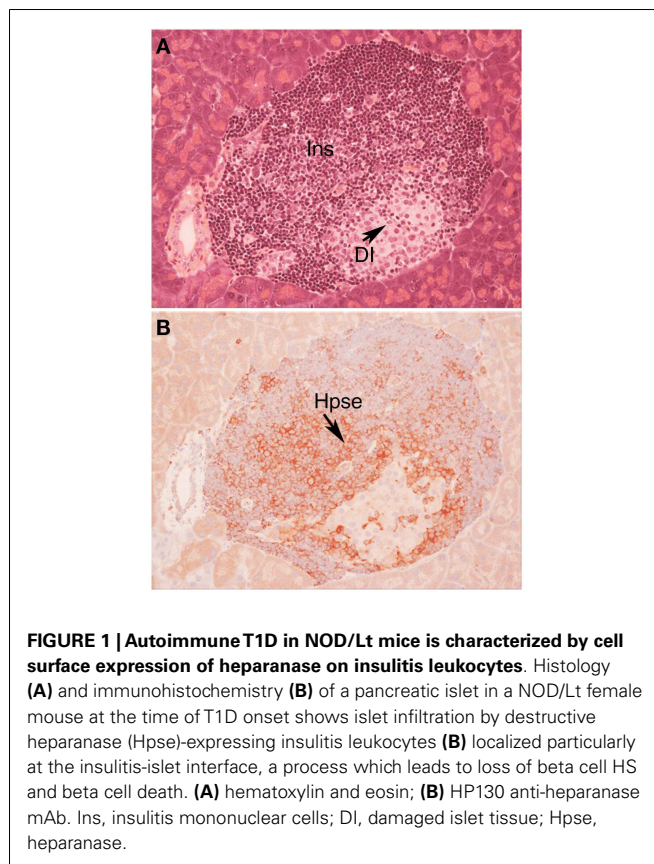 A
Ins
DI
B
Hpse
FIGURE 1 | Autoimmune T1D in NOD/Lt mice is characterized by cell
surface expression of heparanase on insulitis leukocytes. Histology
(A) and immunohistochemistry (B) of a pancreatic islet in a NOD/Lt female
mouse at the time of T1D onset shows islet infiltration by destructive
heparanase (Hpse)-expressing insulitis leukocytes (B) localized particularly
at the insulitis-islet interface, a process which leads to loss of beta cell HS
and beta cell death. (A) hematoxylin and eosin; (B) HP130 anti-heparanase
mAb. Ins, insulitis mononuclear cells; DI, damaged islet tissue; Hpse,
heparanase.